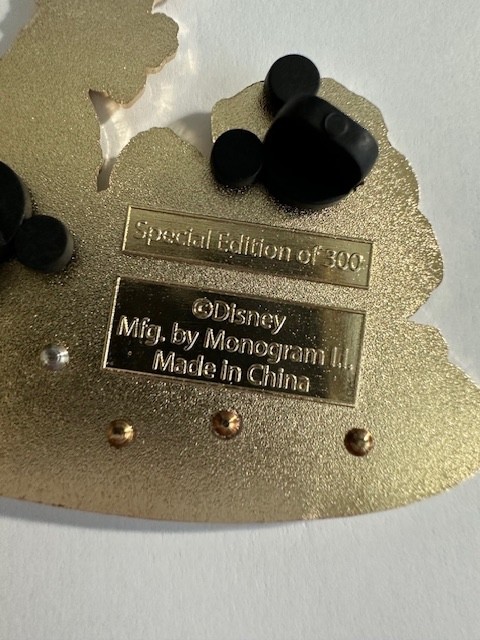 Special Edition of 300
©Disney
Mfg. by Monogram I.I.
Made in China